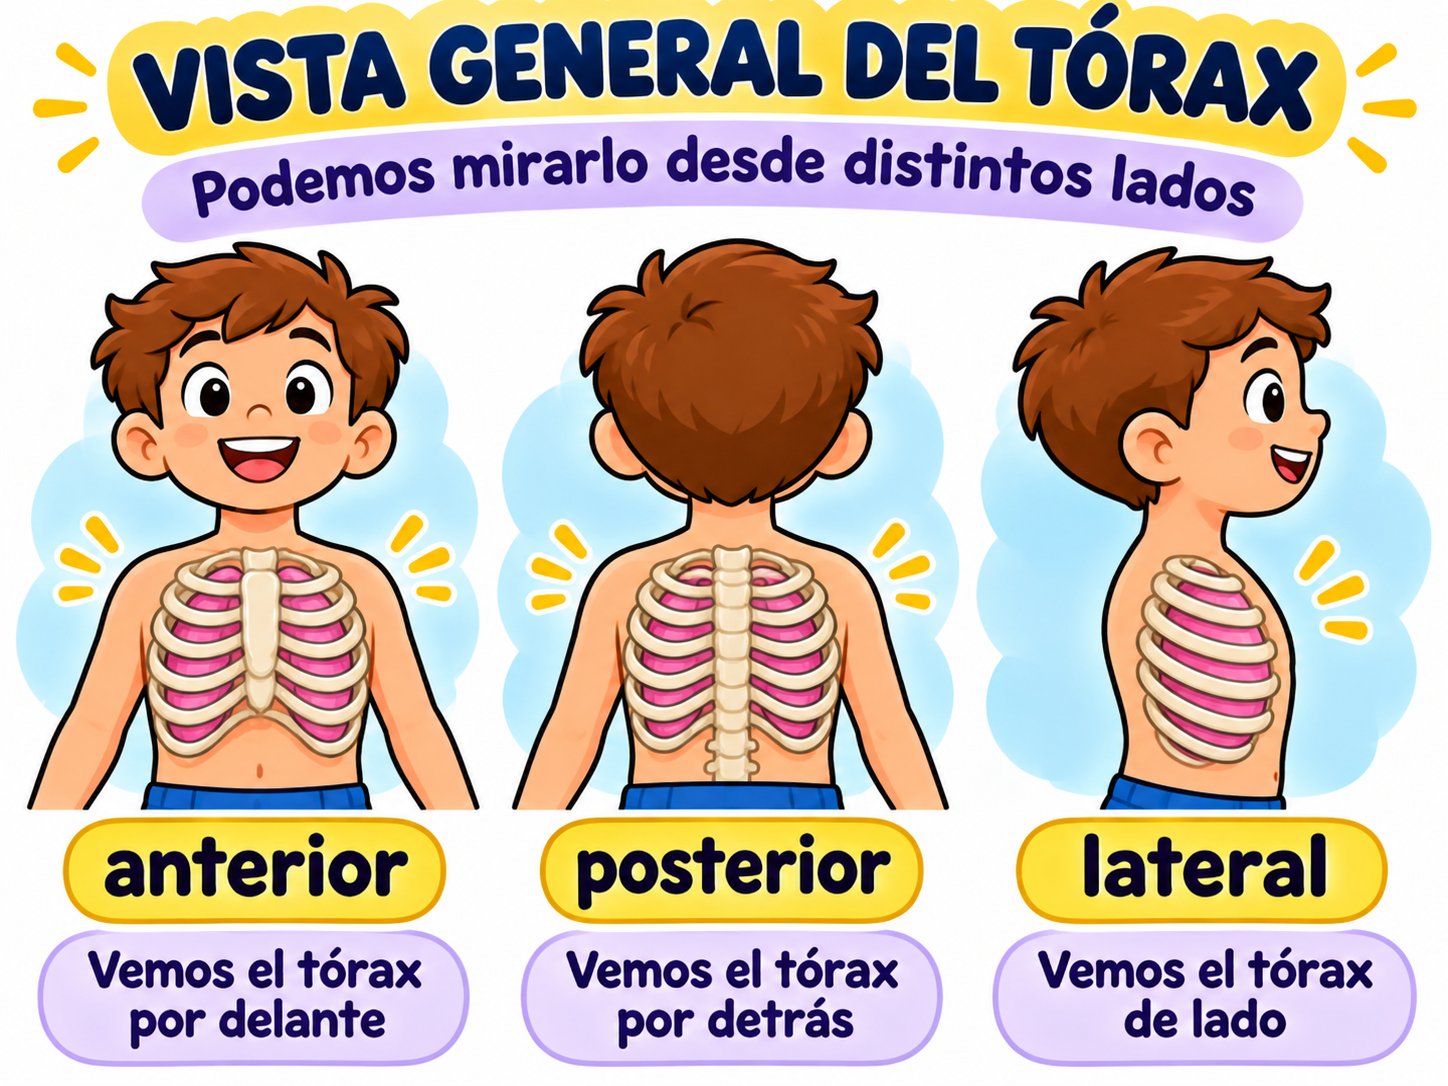 VISTA GENERAL DEL TÓRAX
Podemos mirarlo desde distintos lados
anterior
Vemos el tórax
por delante
posterior
Vemos el tórax
por detrás
lateral
Vemos el tórax
de lado